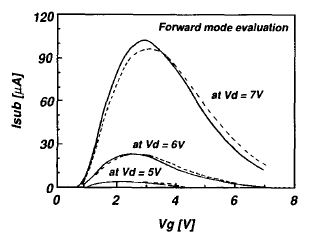 120
Forward mode evaluation
90
at Vd = 7V
60
at Vd = 6V
30
at Vd = 5V
0
0 2 4 6 8
Isub [μA]
Vg [V]